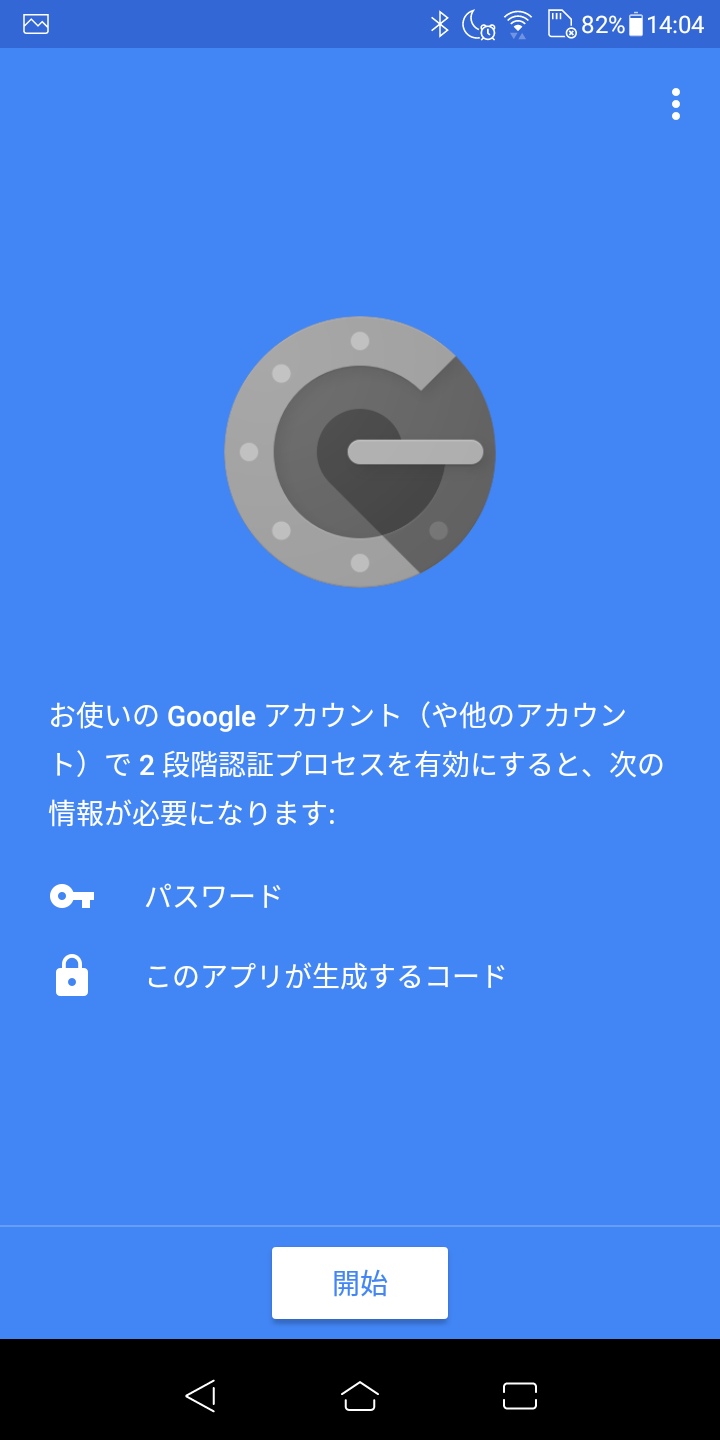 82% 14:04
お使いの Google アカウント（や他のアカウン
ト）で 2 段階認証プロセスを有効にすると、次の
情報が必要になります:
パスワード
このアプリが生成するコード
開始